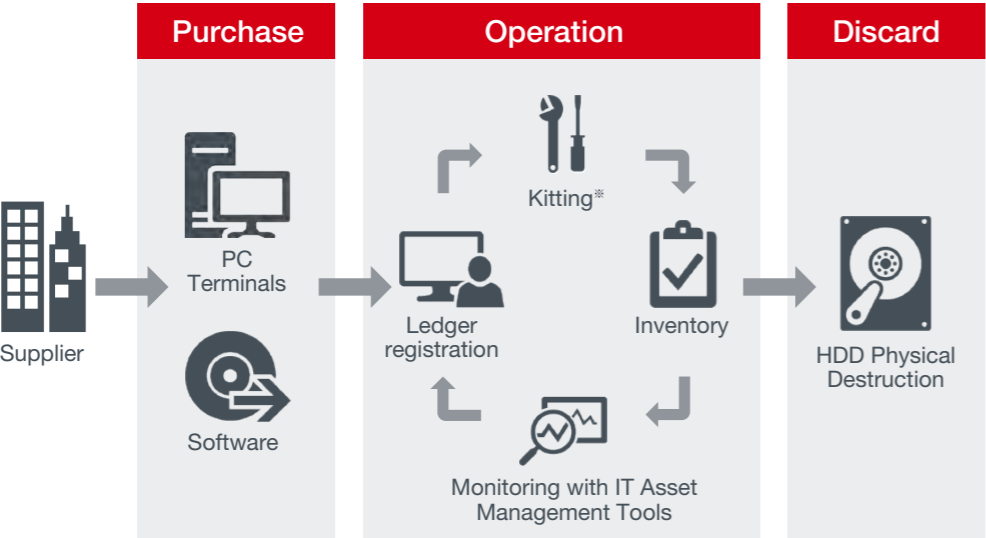 Purchase
Operation
Discard
Supplier
PC
Terminals
Software
Kitting※
Ledger
registration
Inventory
Monitoring with IT Asset
Management Tools
HDD Physical
Destruction